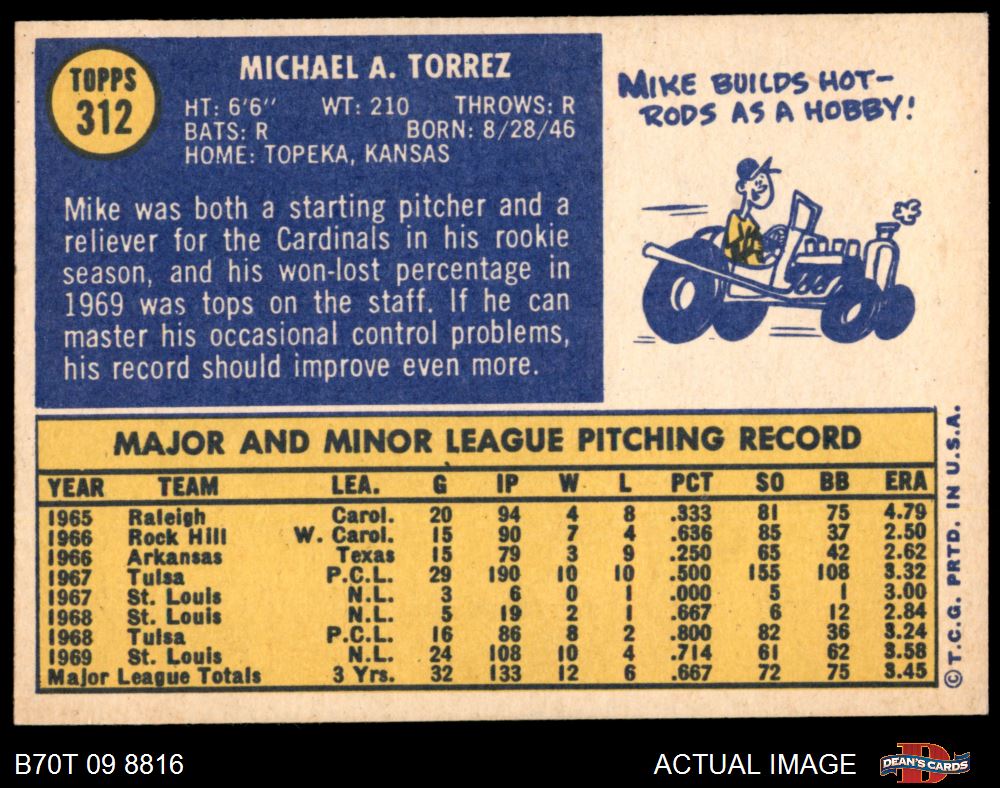 TOPPS
312
MICHAEL A. TORREZ
HT: 6'6" WT: 210 THROWS: R
BATS: R BORN: 8/28/46
HOME: TOPEKA, KANSAS
Mike was both a starting pitcher and a
reliever for the Cardinals in his rookie
season, and his won-lost percentage in
1969 was tops on the staff. If he can
master his occasional control problems,
his record should improve even more.
MIKE BUILDS HOT-
RODS AS A HOBBY!
MAJOR AND MINOR LEAGUE PITCHING RECORD
YEAR TEAM LEA. G IP W L PCT SO BB ERA
1965 Raleigh Carol. 20 94 4 8 .333 81 75 4.79
1966 Rock Hill W. Carol. 15 90 7 4 .636 85 37 2.50
1966 Arkansas Texas 15 79 3 9 .250 65 42 2.62
1967 Tulsa P.C.L. 29 190 10 10 .500 155 108 3.32
1967 St. Louis N.L. 3 6 0 1 .000 5 1 3.00
1968 St. Louis N.L. 5 19 2 1 .667 6 12 2.84
1968 Tulsa P.C.L. 16 86 8 2 .800 82 36 3.24
1969 St. Louis N.L. 24 108 10 4 .714 61 62 3.58
Major League Totals 3 Yrs. 32 133 12 6 .667 72 75 3.45
© T.C.G. PRTD. IN U.S.A.
B70T 09 8816 ACTUAL IMAGE
DEAN'S CARDS